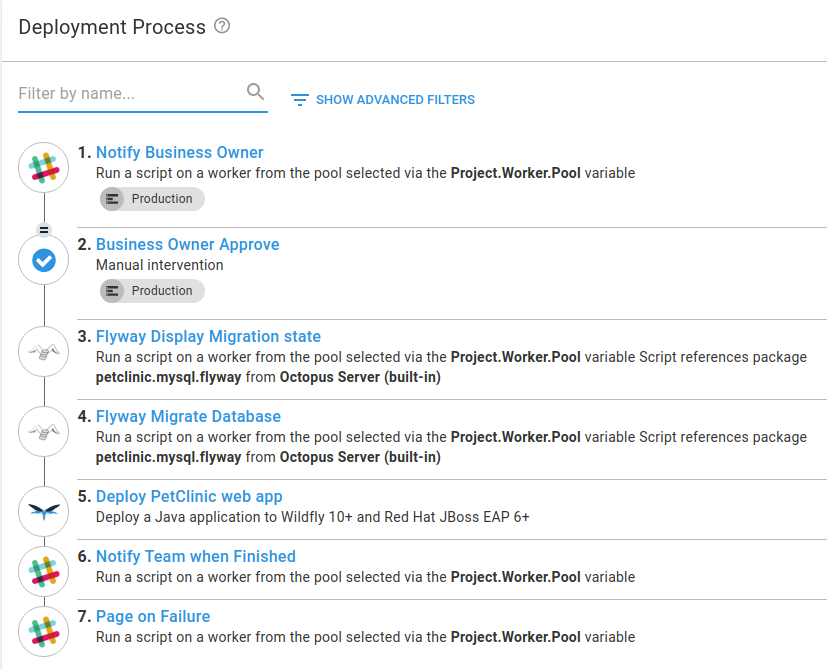 Deployment Process
Filter by name...
SHOW ADVANCED FILTERS
1. Notify Business Owner
Run a script on a worker from the pool selected via the Project.Worker.Pool variable
Production
2. Business Owner Approve
Manual intervention
Production
3. Flyway Display Migration state
Run a script on a worker from the pool selected via the Project.Worker.Pool variable Script references package
petclinic.mysql.flyway from Octopus Server (built-in)
4. Flyway Migrate Database
Run a script on a worker from the pool selected via the Project.Worker.Pool variable Script references package
petclinic.mysql.flyway from Octopus Server (built-in)
5. Deploy PetClinic web app
Deploy a Java application to Wildfly 10+ and Red Hat JBoss EAP 6+
6. Notify Team when Finished
Run a script on a worker from the pool selected via the Project.Worker.Pool variable
7. Page on Failure
Run a script on a worker from the pool selected via the Project.Worker.Pool variable